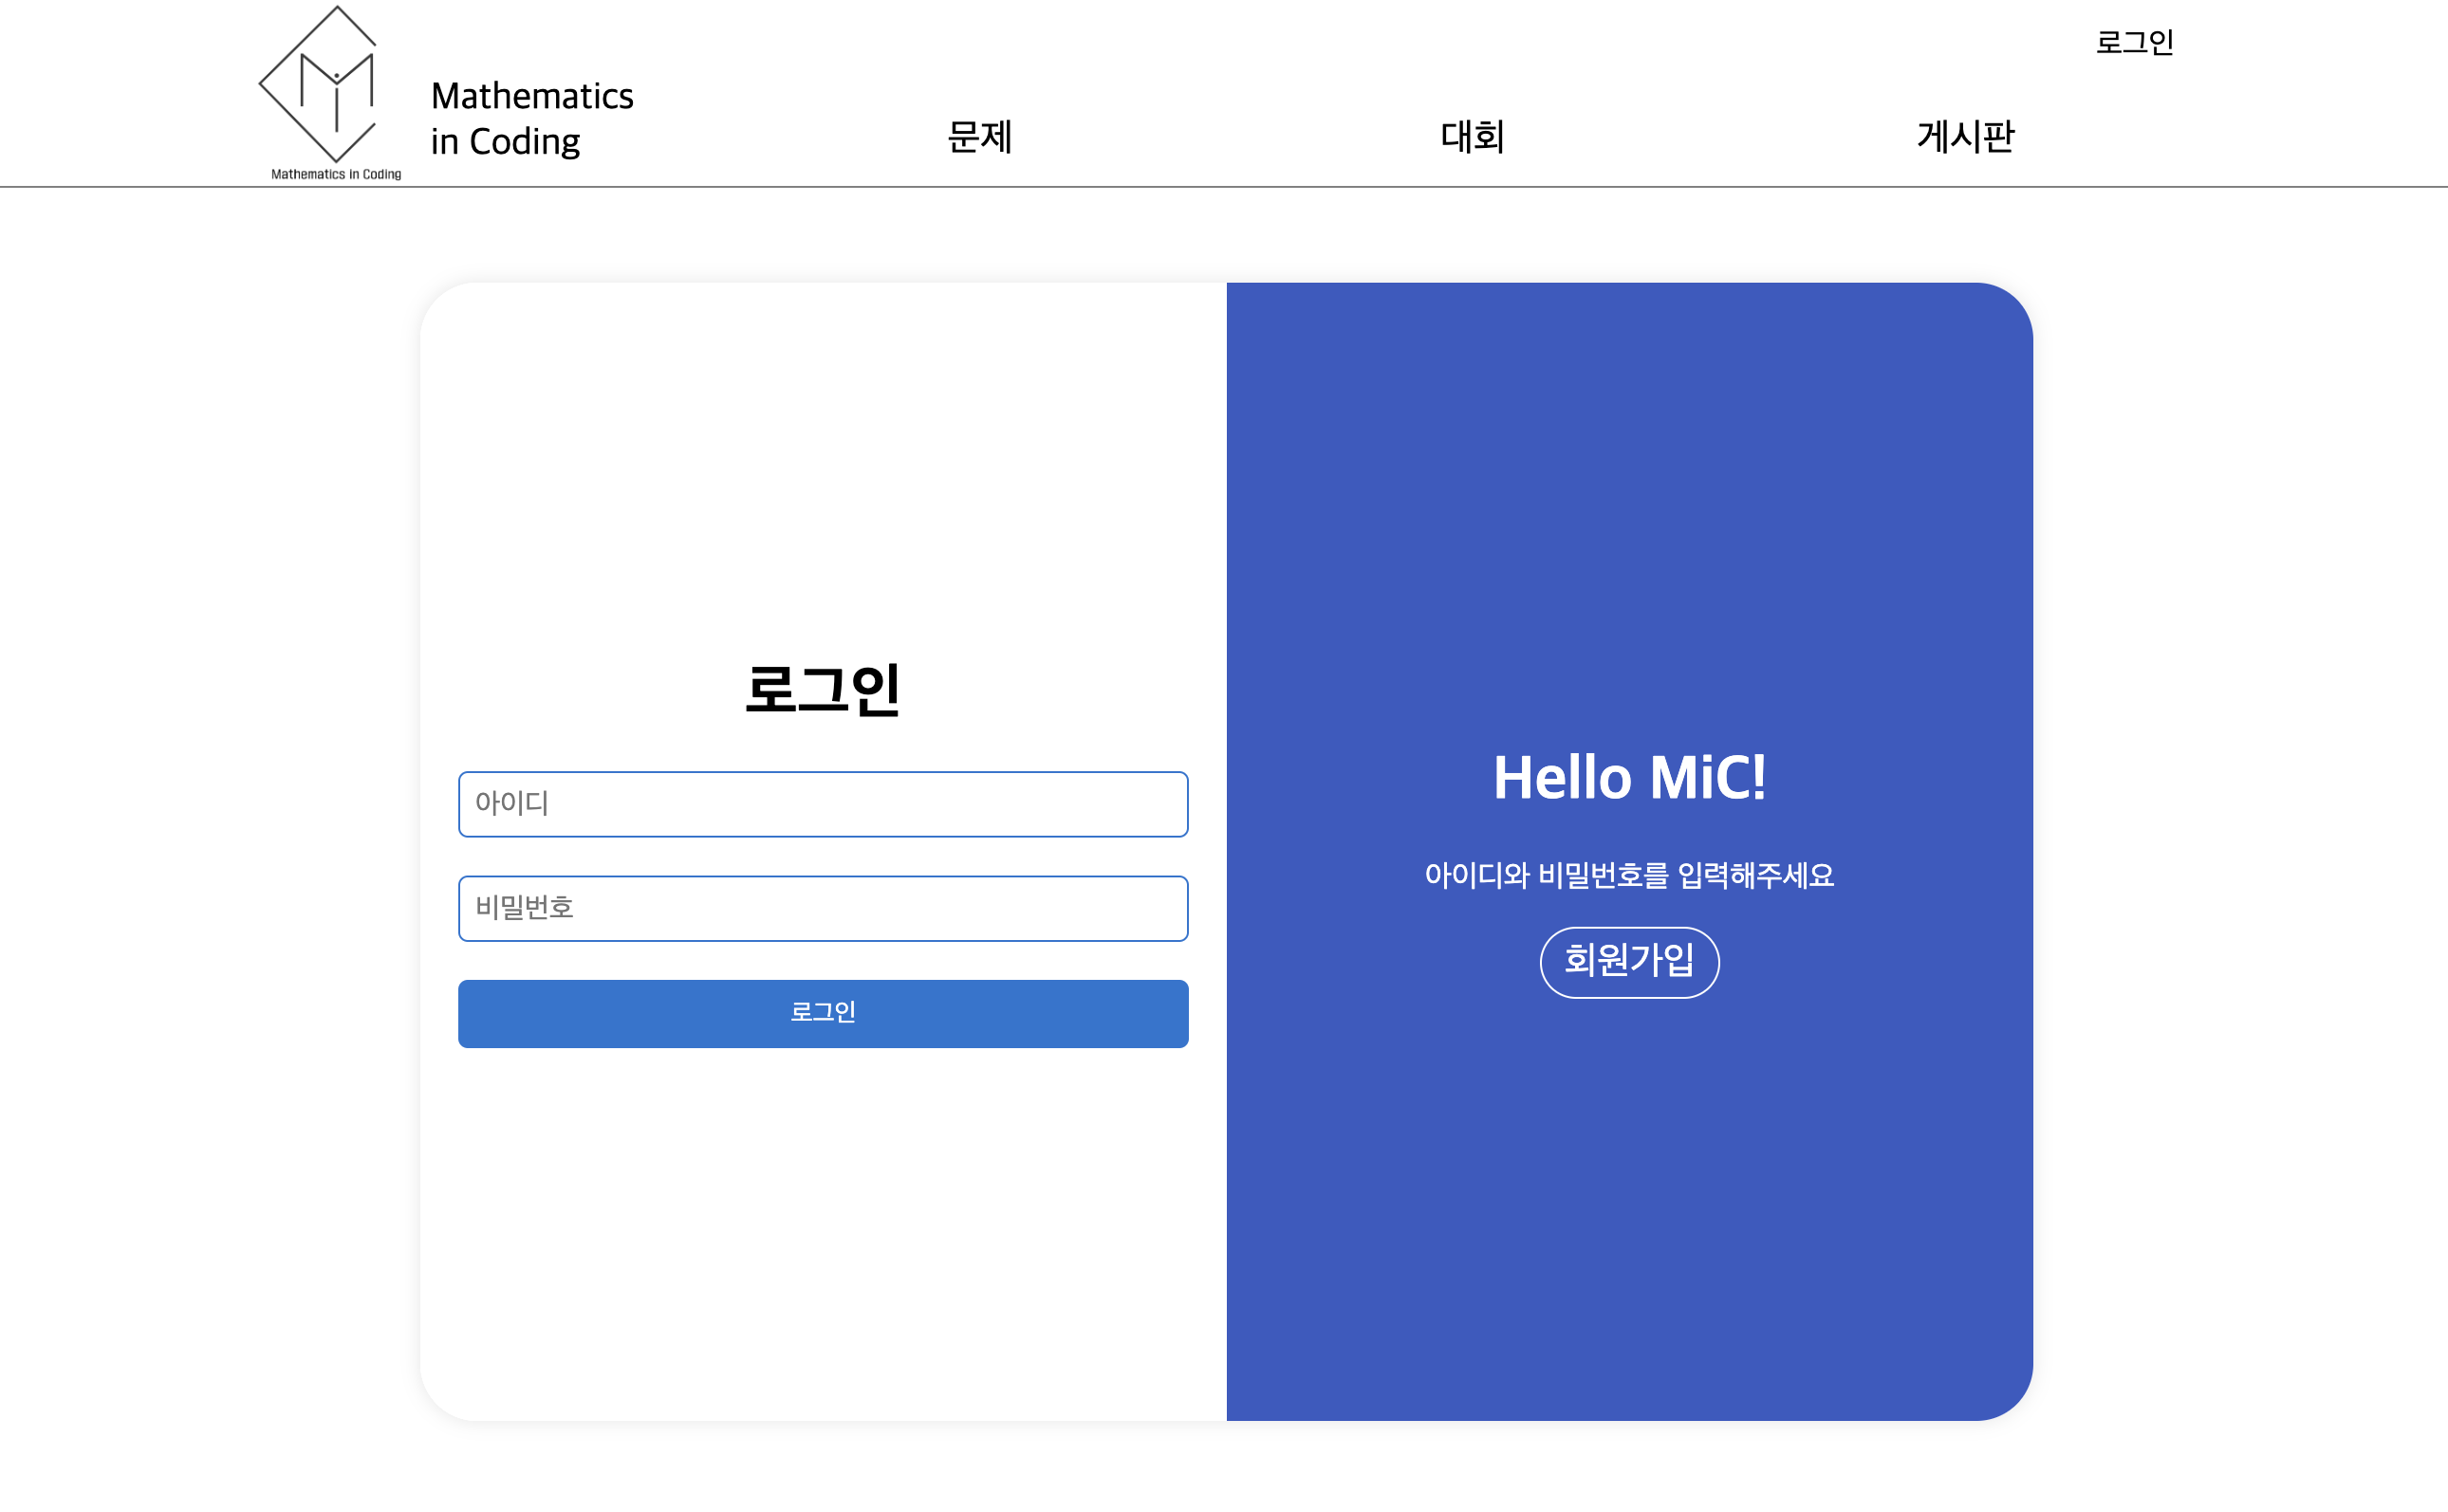 로그인
Mathematics
in Coding
Mathematics in Coding
문제
대회
게시판
로그인
아이디
비밀번호
로그인
Hello MiC!
아이디와 비밀번호를 입력해주세요
회원가입